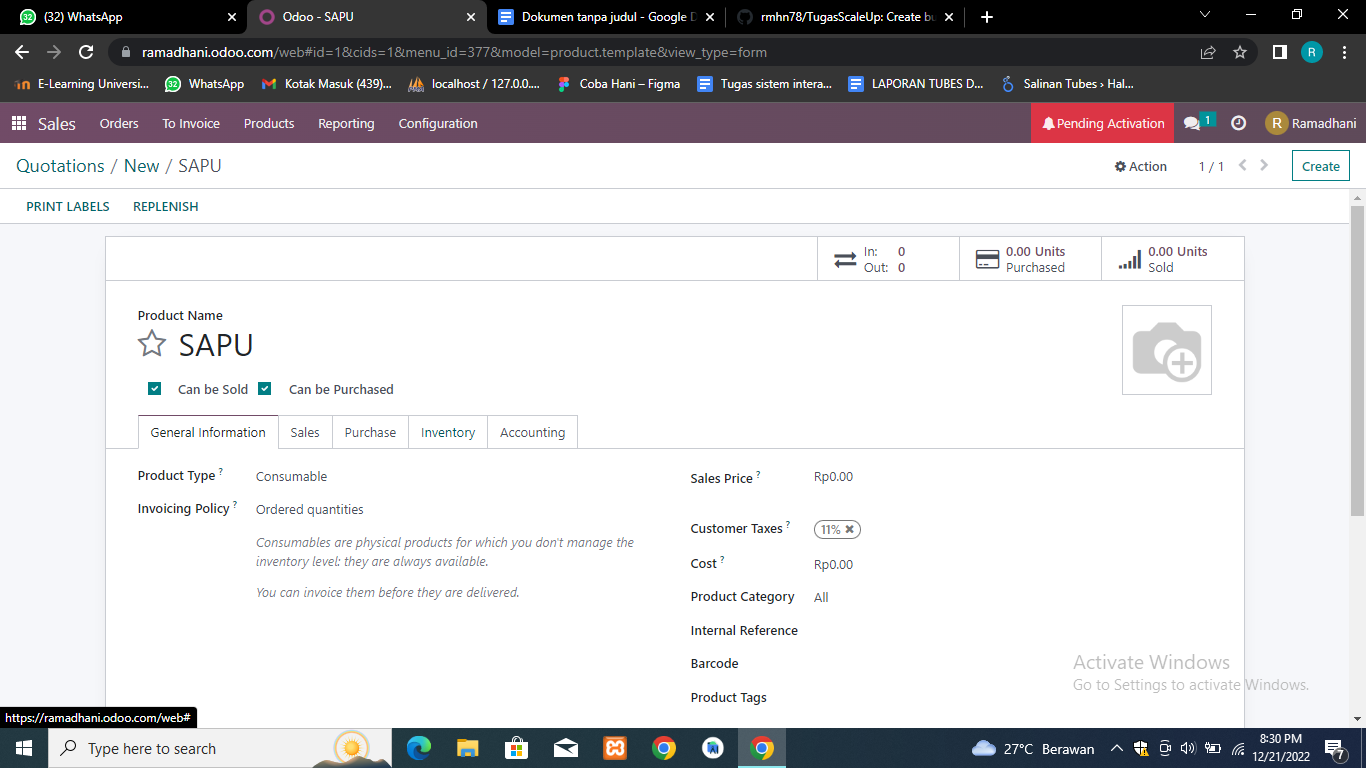 (32) WhatsApp
Odoo - SAPU
Dokumen tanpa judul - Google D
rmhn78/TugasScaleUp: Create bu
ramadhani.odoo.com/web#id=1&cids=1&menu_id=377&model=product.template&view_type=form
R
E-Learning Universi...
32 WhatsApp
Kotak Masuk (439)...
localhost / 127.0.0....
Coba Hani – Figma
Tugas sistem intera...
LAPORAN TUBES D...
Salinan Tubes › Hal...
Sales
Orders
To Invoice
Products
Reporting
Configuration
Pending Activation
1
R Ramadhani
Quotations / New / SAPU
Action
1 / 1
Create
PRINT LABELS
REPLENISH
In: 0
Out: 0
0.00 Units
Purchased
0.00 Units
Sold
Product Name
SAPU
Can be Sold
Can be Purchased
General Information
Sales
Purchase
Inventory
Accounting
Product Type ? Consumable
Invoicing Policy ? Ordered quantities
Consumables are physical products for which you don't manage the
inventory level: they are always available.
You can invoice them before they are delivered.
Sales Price ? Rp0.00
Customer Taxes ? 11%
Cost ? Rp0.00
Product Category All
Internal Reference
Barcode
Product Tags
Activate Windows
Go to Settings to activate Windows.
https://ramadhani.odoo.com/web#
Type here to search
27°C Berawan
8:30 PM
12/21/2022
7